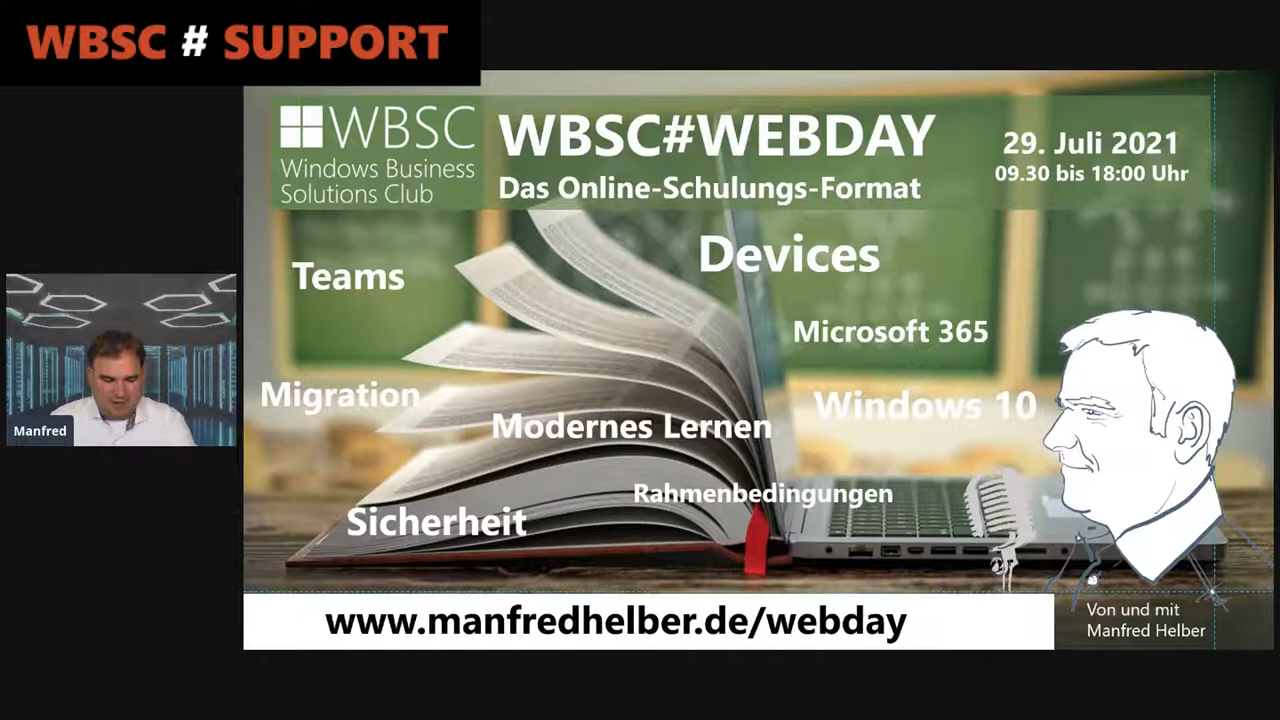 WBSC # SUPPORT
WBSC
Windows Business
Solutions Club
WBSC#WEBDAY
Das Online-Schulungs-Format
29. Juli 2021
09.30 bis 18:00 Uhr
Devices
Teams
Microsoft 365
Migration
Windows 10
Modernes Lernen
Rahmenbedingungen
Sicherheit
Manfred
www.manfredhelber.de/webday
Von und mit
Manfred Helber